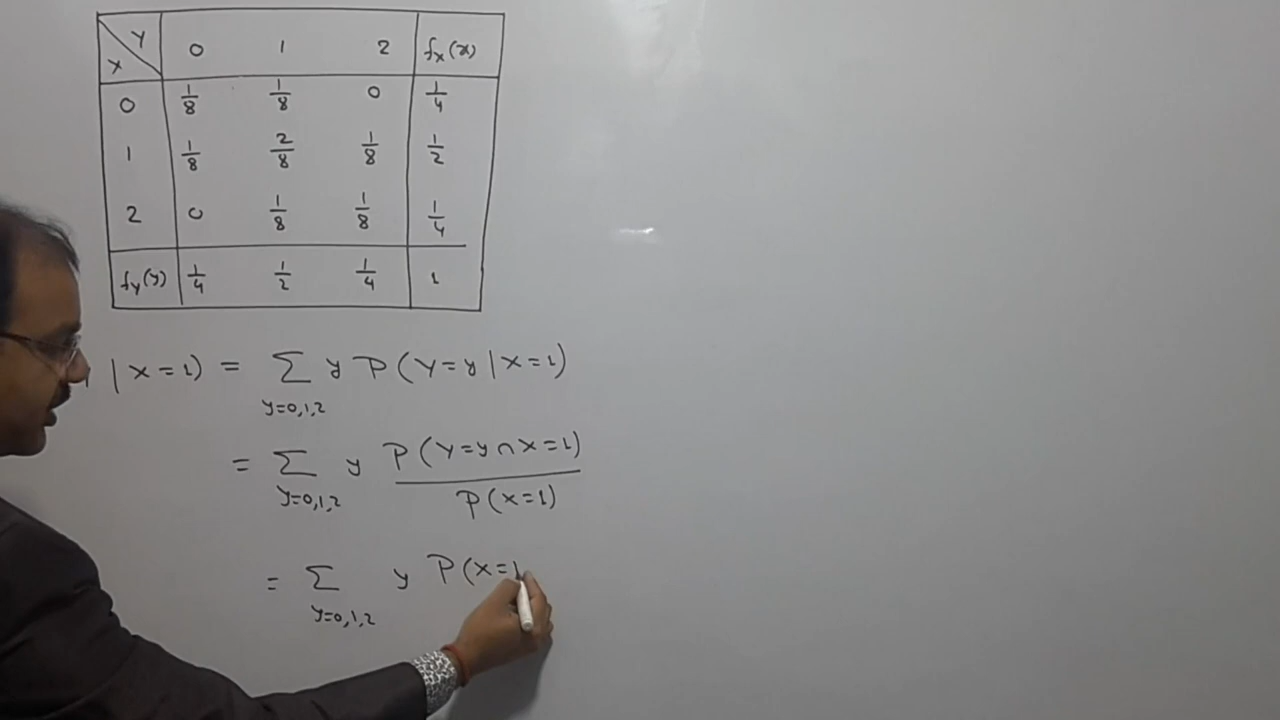 Y
X 0 1 2 fx(x)
0 1/8 1/8 0 1/4
1 1/8 2/8 1/8 1/2
2 0 1/8 1/8 1/4
fy(y) 1/4 1/2 1/4 1
| X=1) = ∑ y P(Y=y | X=1)
y=0,1,2
= ∑ y P(Y=y ∩ X=1)
y=0,1,2 P(X=1)
= ∑ y P(X=1
y=0,1,2